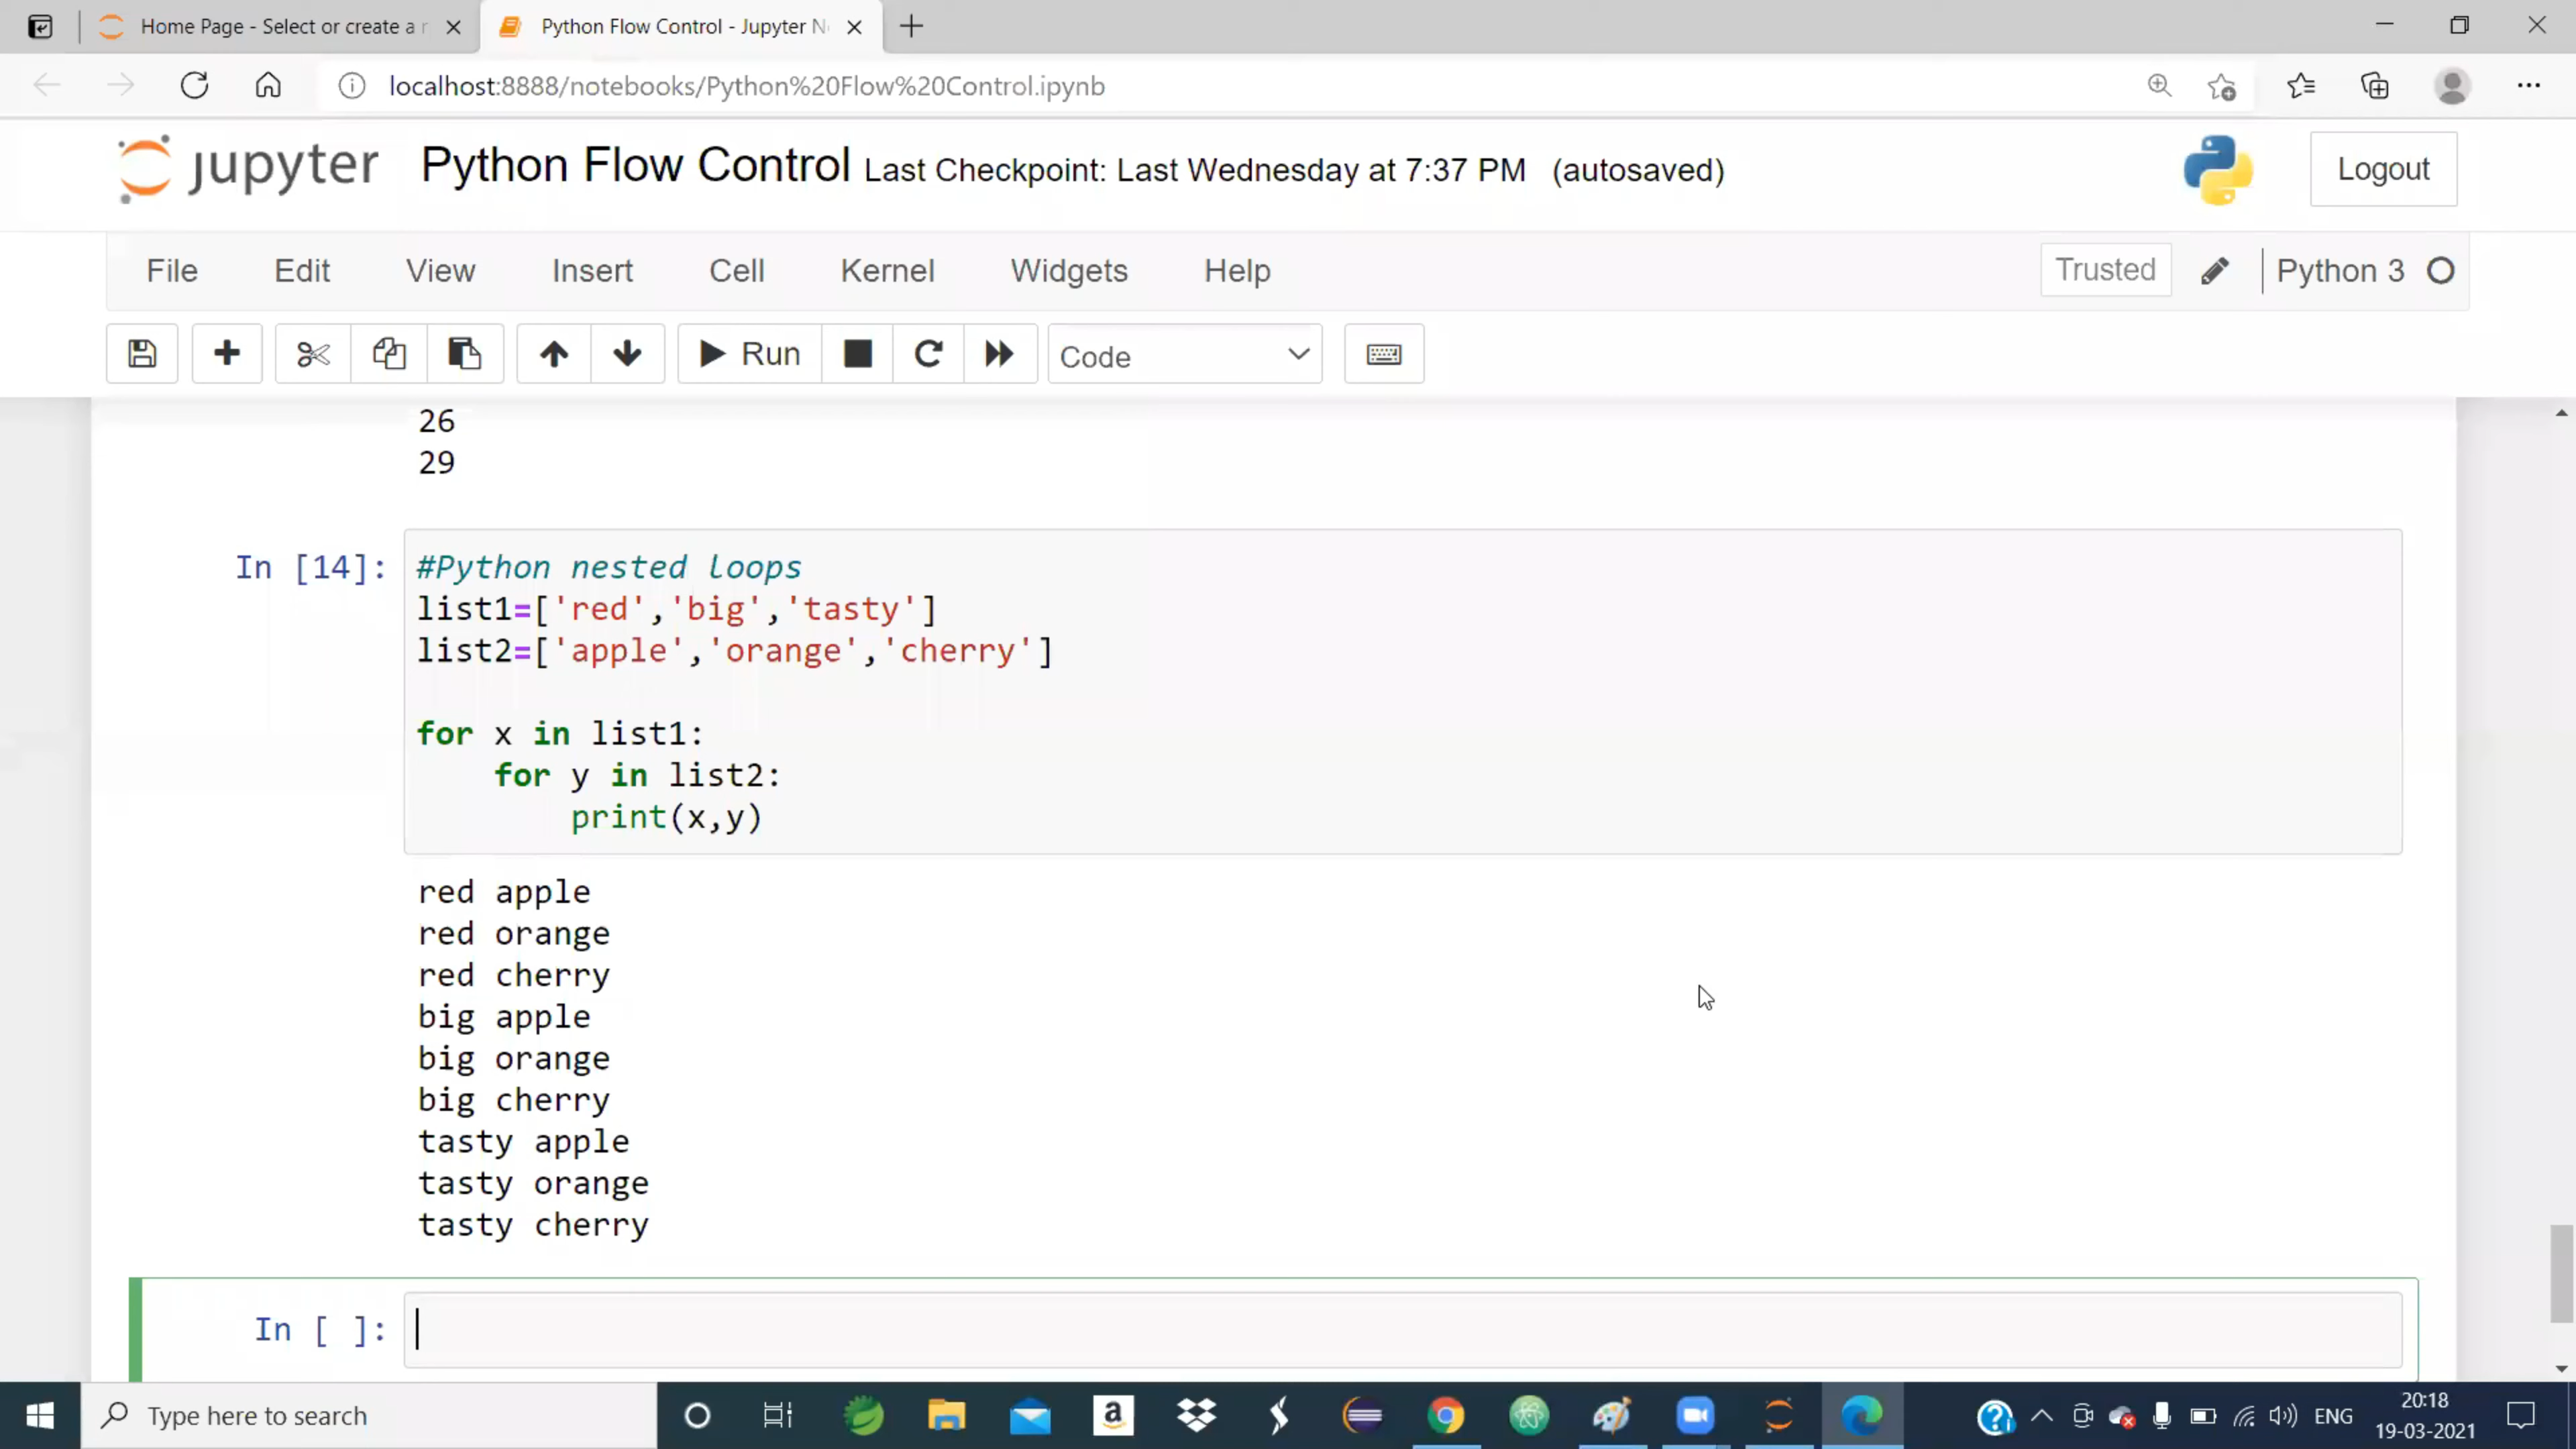 Home Page - Select or create a n
Python Flow Control - Jupyter N
localhost:8888/notebooks/Python%20Flow%20Control.ipynb
jupyter Python Flow Control Last Checkpoint: Last Wednesday at 7:37 PM (autosaved)
Logout
File Edit View Insert Cell Kernel Widgets Help Trusted Python 3
Run Code
26
29
In [14]: #Python nested loops
list1=['red','big','tasty']
list2=['apple','orange','cherry']
for x in list1:
    for y in list2:
        print(x,y)
red apple
red orange
red cherry
big apple
big orange
big cherry
tasty apple
tasty orange
tasty cherry
In [ ]:
Type here to search
a
ENG
20:18
19-03-2021